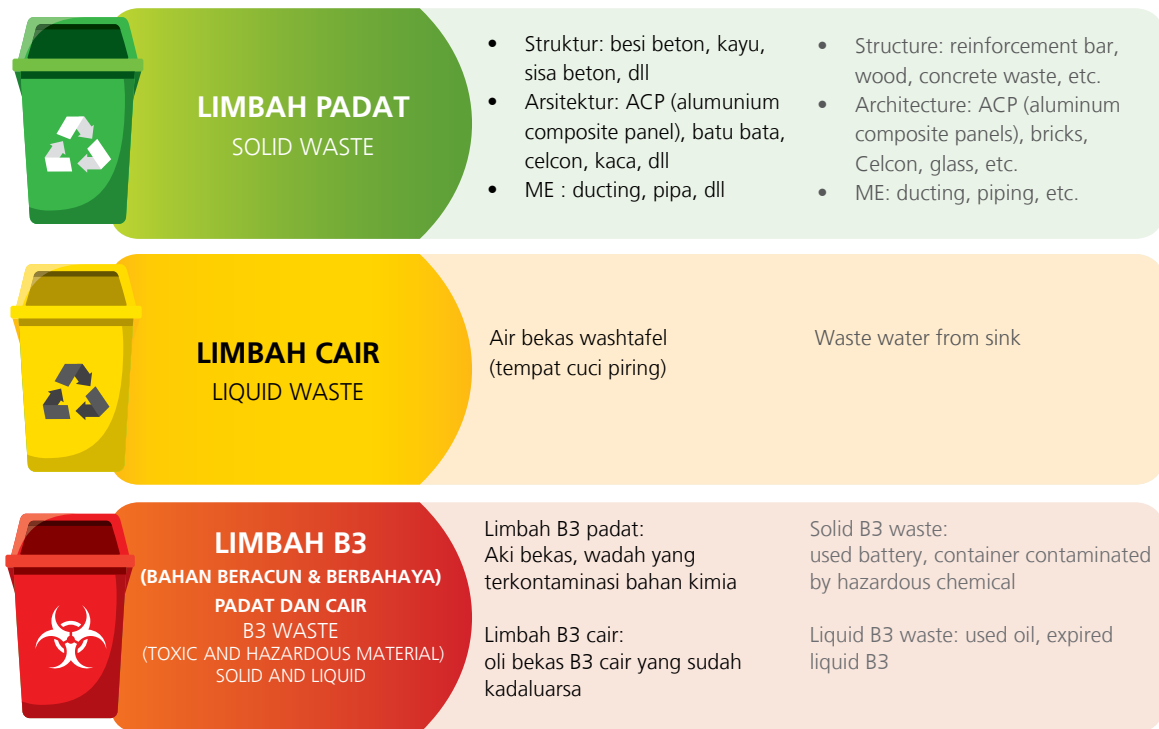 LIMBAH PADAT
SOLID WASTE
• Struktur: besi beton, kayu,
sisa beton, dll
• Arsitektur: ACP (alumunium
composite panel), batu bata,
celcon, kaca, dll
• ME : ducting, pipa, dll
• Structure: reinforcement bar,
wood, concrete waste, etc.
• Architecture: ACP (aluminum
composite panels), bricks,
Celcon, glass, etc.
• ME: ducting, piping, etc.
LIMBAH CAIR
LIQUID WASTE
Air bekas washtafel
(tempat cuci piring)
Waste water from sink
LIMBAH B3
(BAHAN BERACUN & BERBAHAYA)
PADAT DAN CAIR
B3 WASTE
(TOXIC AND HAZARDOUS MATERIAL)
SOLID AND LIQUID
Limbah B3 padat:
Aki bekas, wadah yang
terkontaminasi bahan kimia
Limbah B3 cair:
oli bekas B3 cair yang sudah
kadaluarsa
Solid B3 waste:
used battery, container contaminated
by hazardous chemical
Liquid B3 waste: used oil, expired
liquid B3